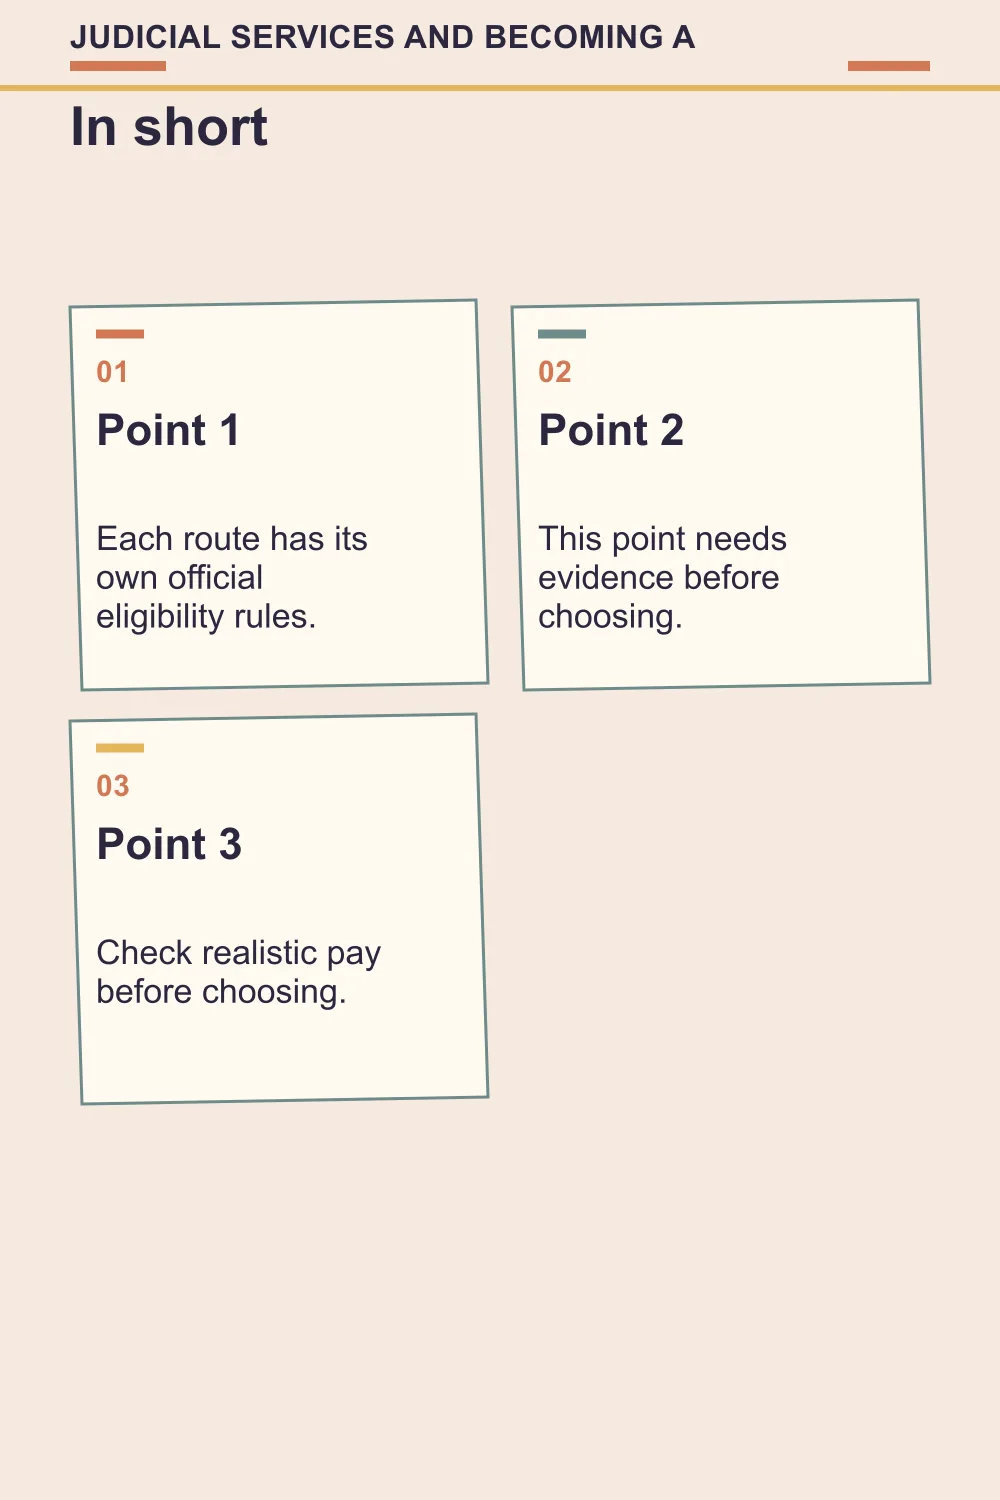 JUDICIAL SERVICES AND BECOMING A
In short
01
Point 1
Each route has its
own official
eligibility rules.
02
Point 2
This point needs
evidence before
choosing.
03
Point 3
Check realistic pay
before choosing.